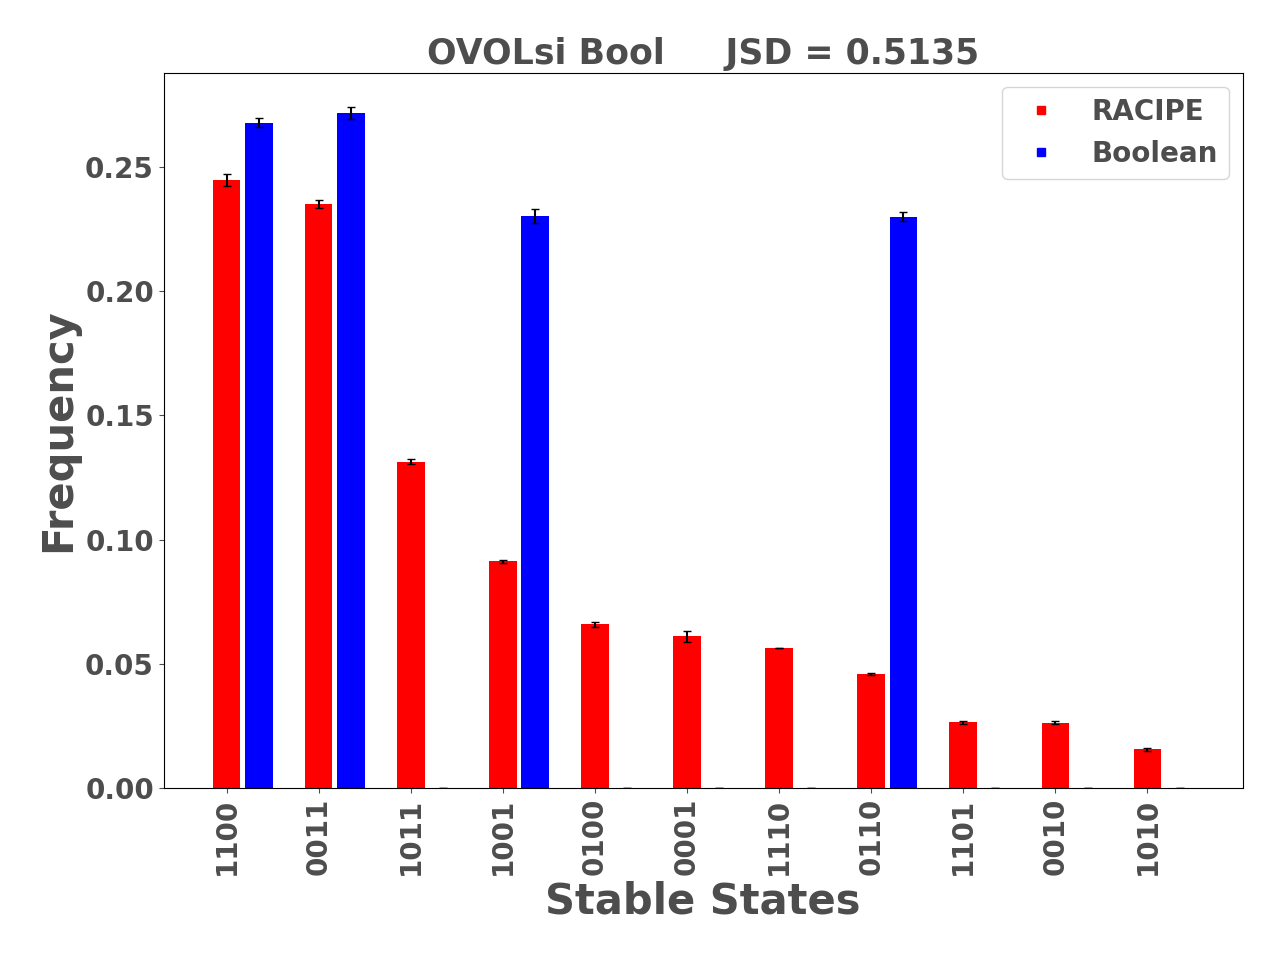 OVOLsi Bool JSD = 0.5135
RACIPE
Boolean
Frequency
0.25
0.20
0.15
0.10
0.05
0.00
1100 0011 1011 1001 0100 0001 1110 0110 1101 0010 1010
Stable States